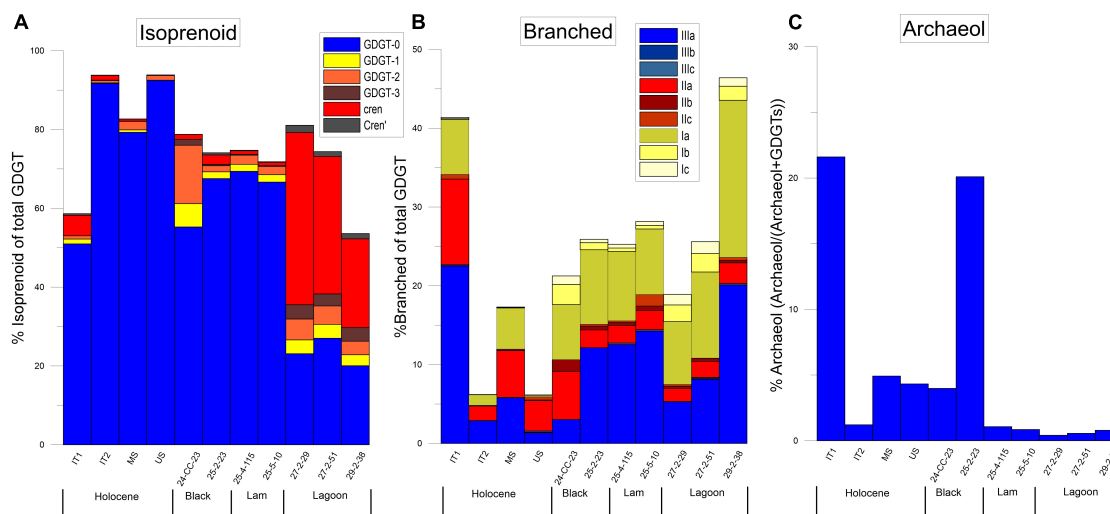 A
Isoprenoid
% Isoprenoid of total GDGT
100
80
60
40
20
0
GDGT-0
GDGT-1
GDGT-2
GDGT-3
cren
Cren'
IT1
IT2
MS
US
24-CC-23
25-2-23
25-4-115
25-5-10
27-2-29
27-2-51
29-2-38
Holocene
Black
Lam
Lagoon
B
Branched
%Branched of total GDGT
50
40
30
20
10
0
IIIa
IIIb
IIIc
IIa
IIb
IIc
Ia
Ib
Ic
IT1
IT2
MS
US
24-CC-23
25-2-23
25-4-115
25-5-10
27-2-29
27-2-51
29-2-38
Holocene
Black
Lam
Lagoon
C
Archaeol
% Archaeol (Archaeol/(Archaeol+GDGTs))
30
20
10
0
IT1
IT2
MS
US
24-CC-23
25-2-23
25-4-115
25-5-10
27-2-29
27-2-51
Holocene
Black
Lam
Lagoon